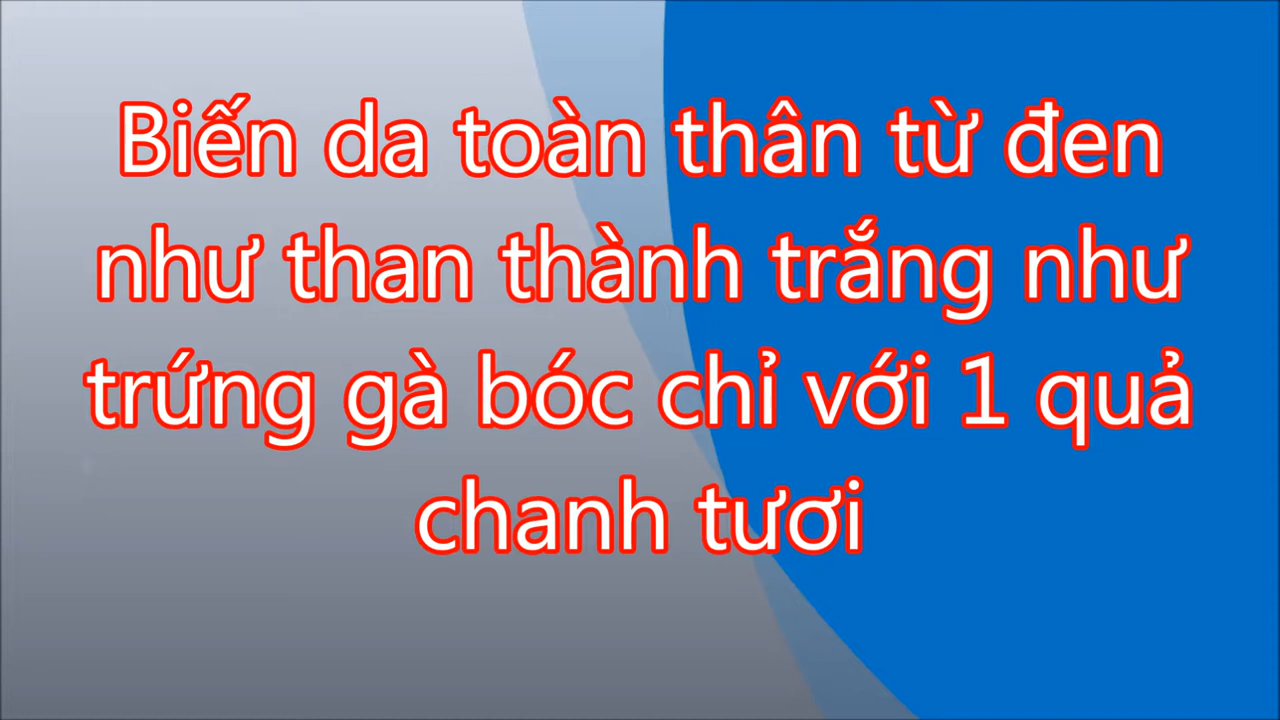 Biến da toàn thân từ đen
như than thành trắng như
trứng gà bóc chỉ với 1 quả
chanh tươi